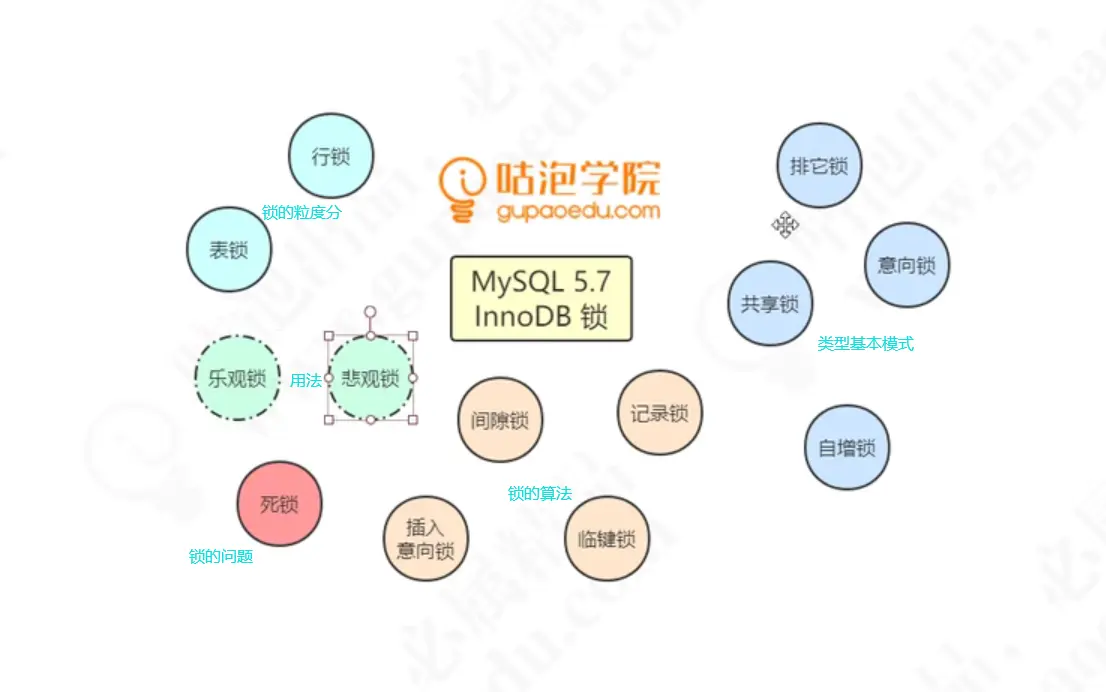 行锁
排它锁
咕泡学院
gupaoedu.com
锁的粒度分
表锁
意向锁
MySQL 5.7
InnoDB 锁
共享锁
类型基本模式
乐观锁
用法
悲观锁
间隙锁
记录锁
自增锁
锁的算法
死锁
插入
意向锁
临键锁
锁的问题